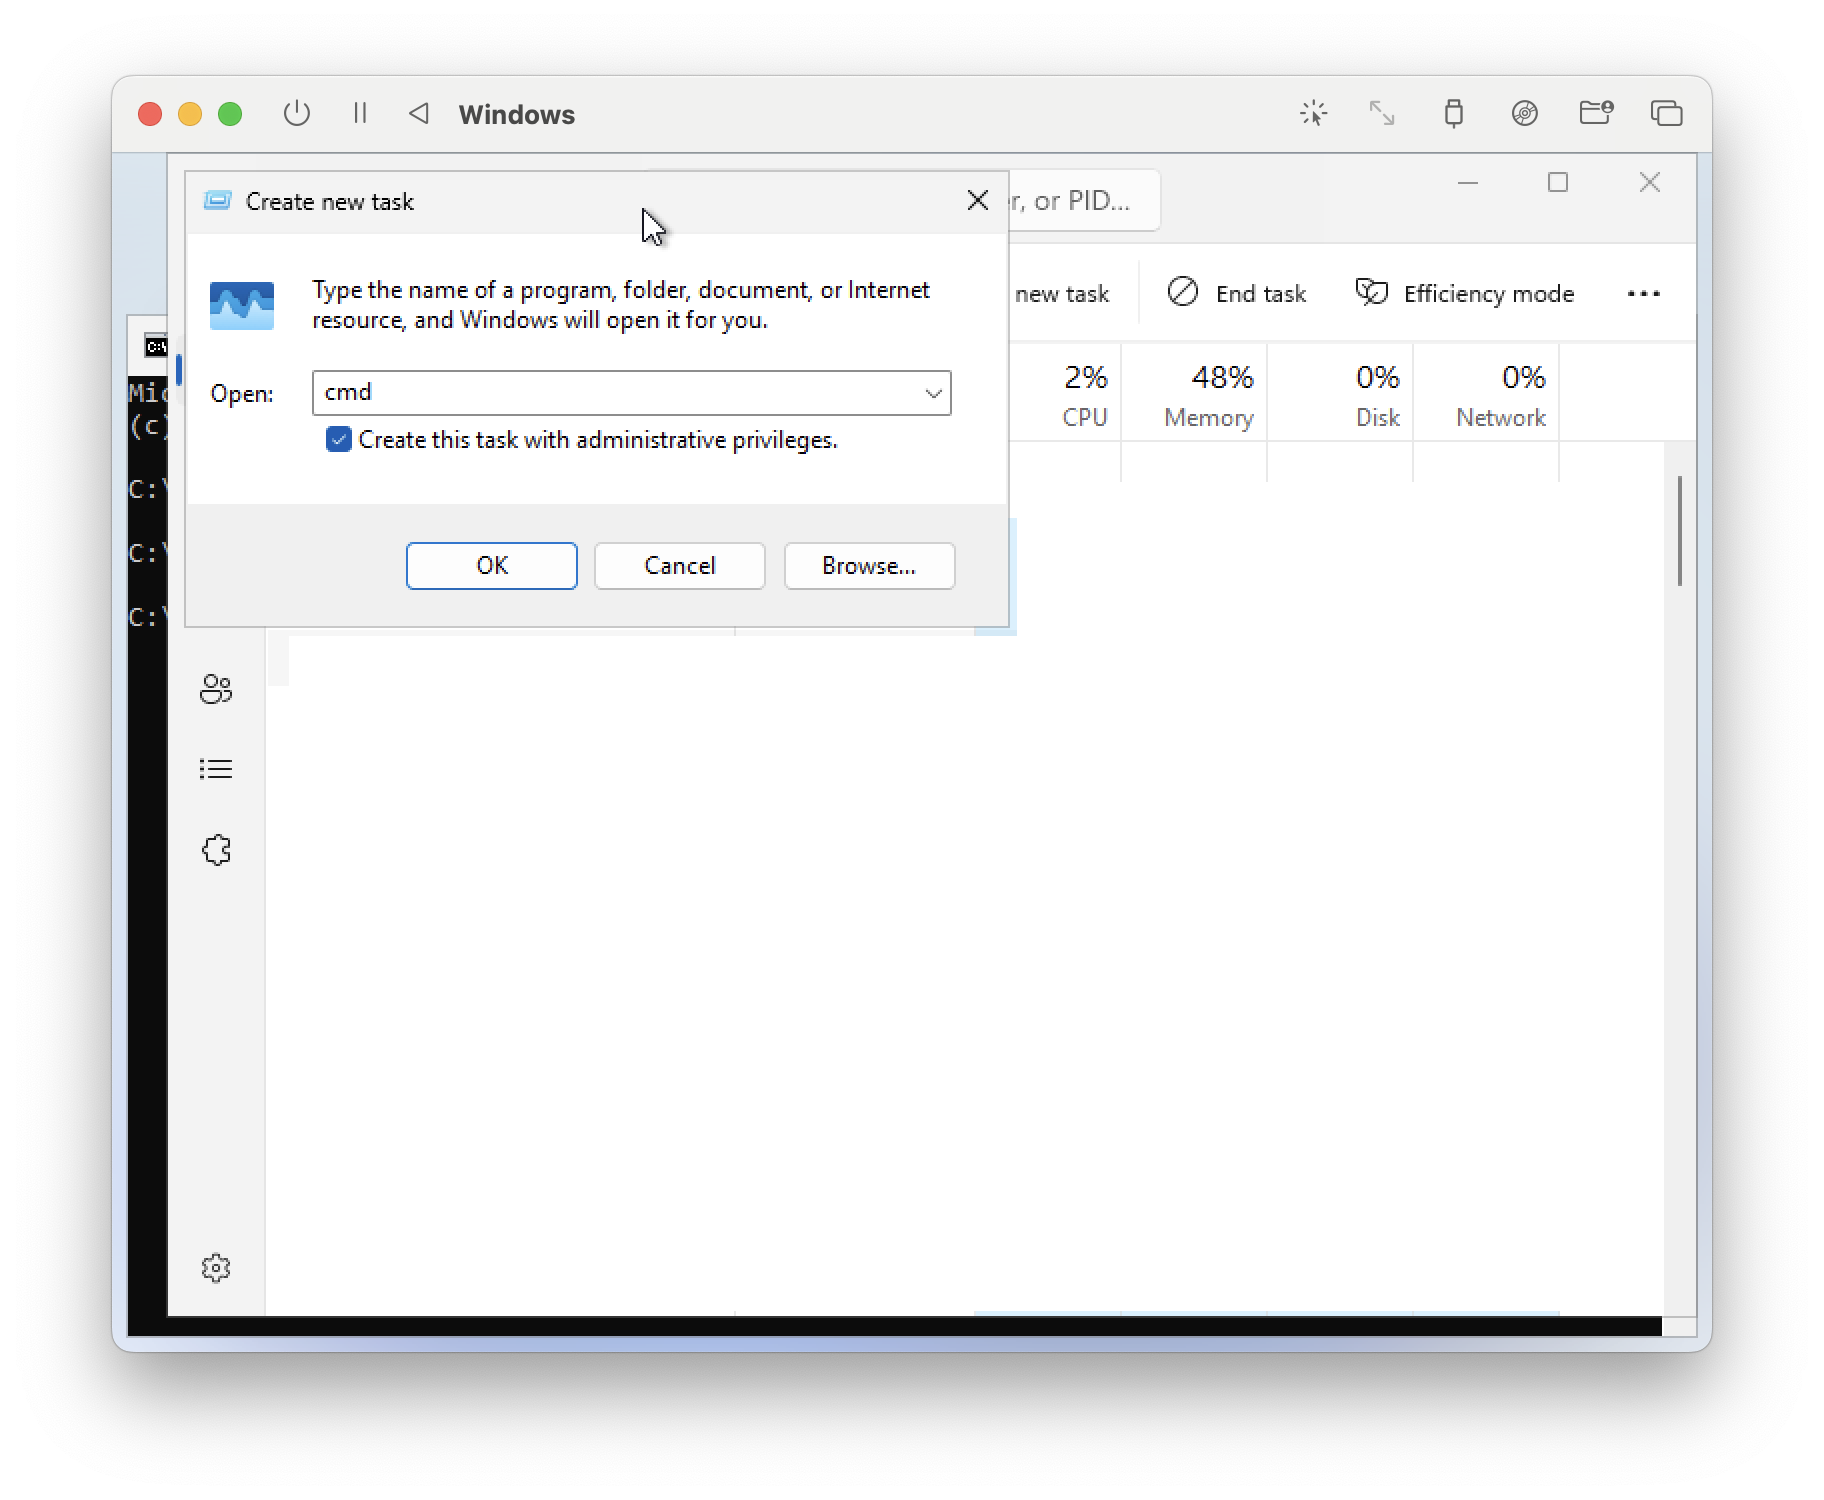 Windows
Create new task
r, or PID...
Type the name of a program, folder, document, or Internet
resource, and Windows will open it for you.
Open:
cmd
Create this task with administrative privileges.
OK
Cancel
Browse...
new task
End task
Efficiency mode
2%
48%
0%
0%
CPU
Memory
Disk
Network
C:\
Mic
(c)
C:\
C:\
C:\